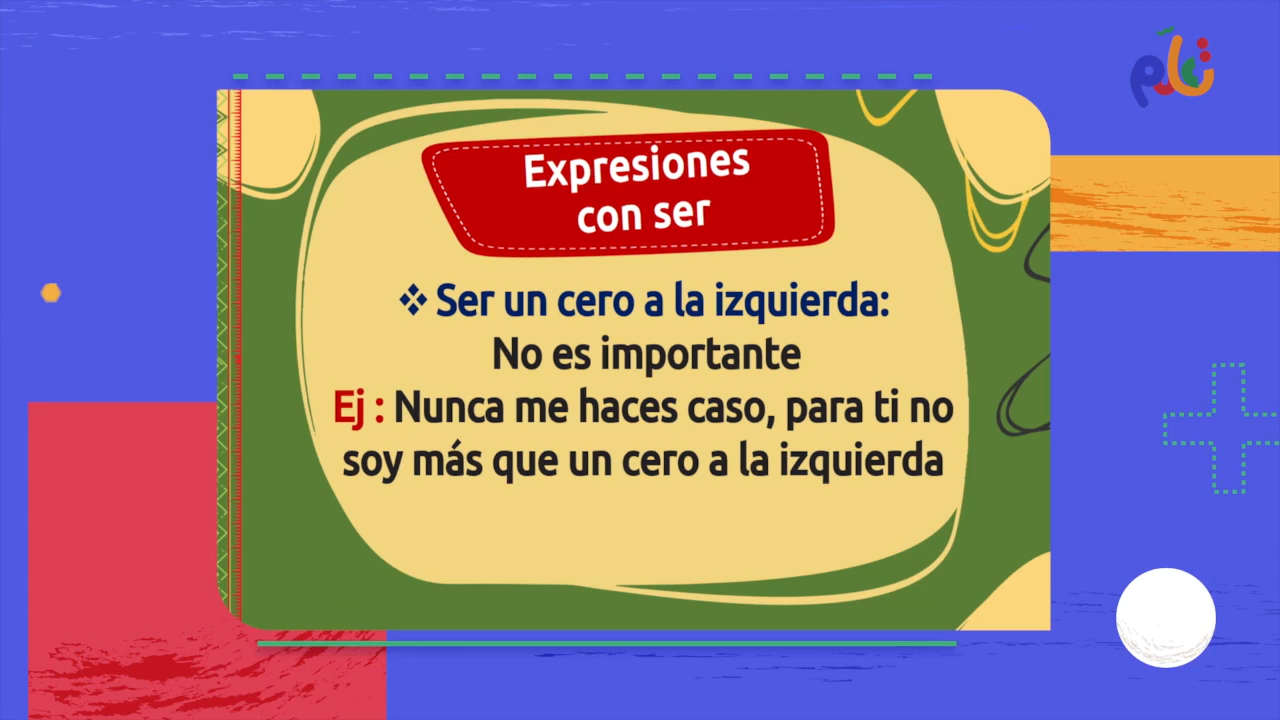 Expresiones
con ser
❖ Ser un cero a la izquierda:
No es importante
Ej : Nunca me haces caso, para ti no
soy más que un cero a la izquierda